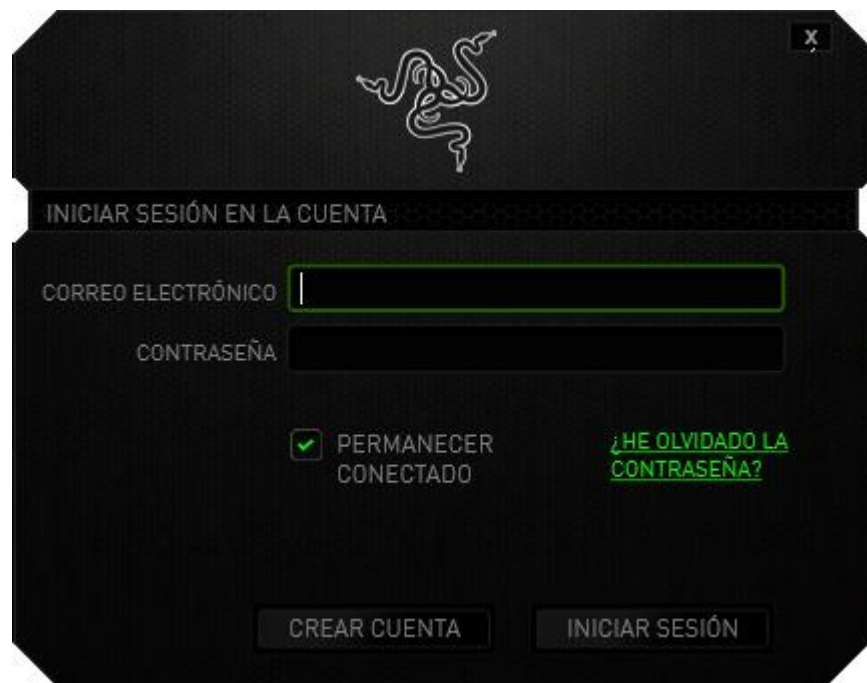 X
INICIAR SESIÓN EN LA CUENTA
CORREO ELECTRÓNICO
CONTRASEÑA
PERMANECER
CONECTADO
¿HE OLVIDADO LA
CONTRASEÑA?
CREAR CUENTA
INICIAR SESIÓN